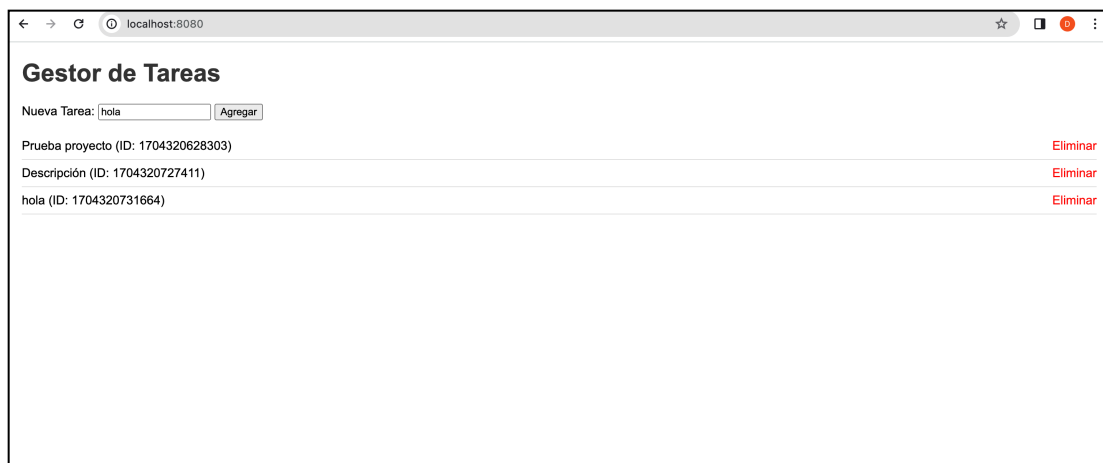 localhost:8080
D
Gestor de Tareas
Nueva Tarea: hola Agregar
Prueba proyecto (ID: 1704320628303) Eliminar
Descripción (ID: 1704320727411) Eliminar
hola (ID: 1704320731664) Eliminar